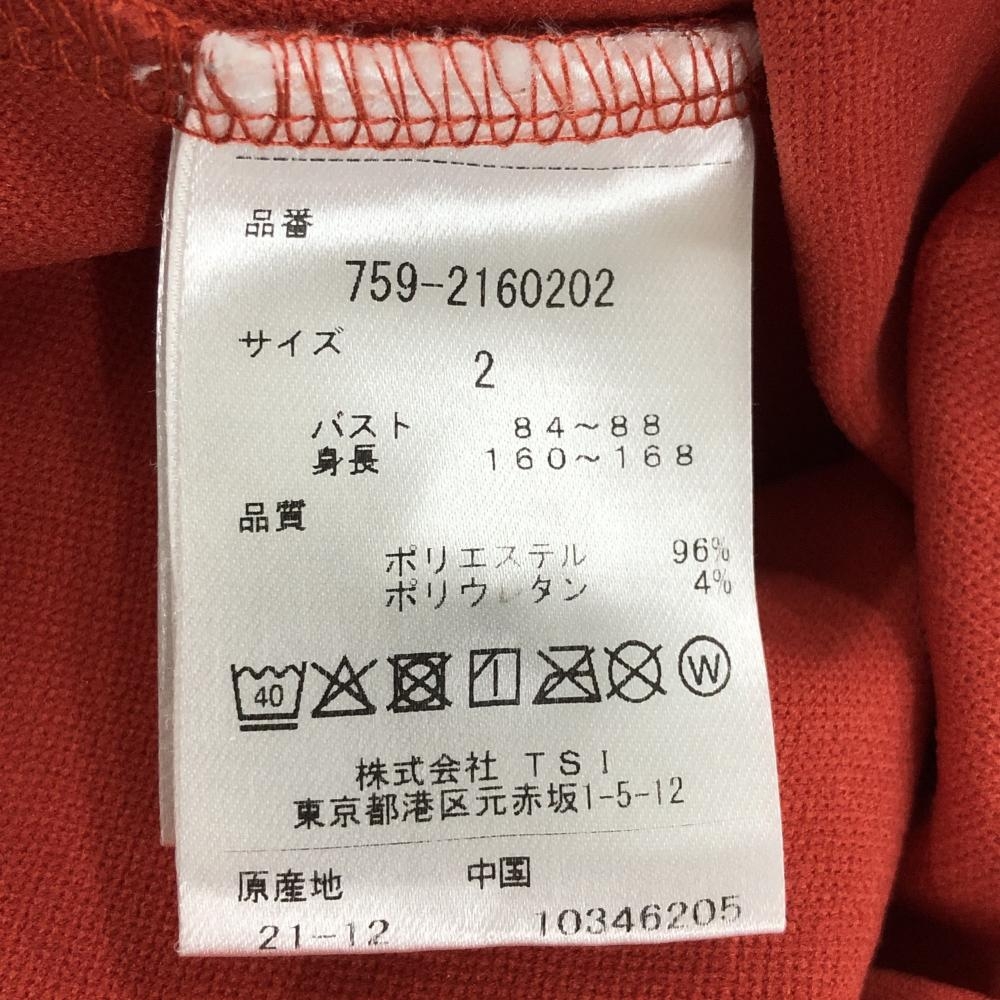 品番
759-2160202
サイズ
2
バスト 84~88
身長 160~168
品質
ポリエステル 96%
ポリウレタン 4%
40 W
株式会社 TSI
東京都港区元赤坂1-5-12
原産地 中国
21-12 10346205